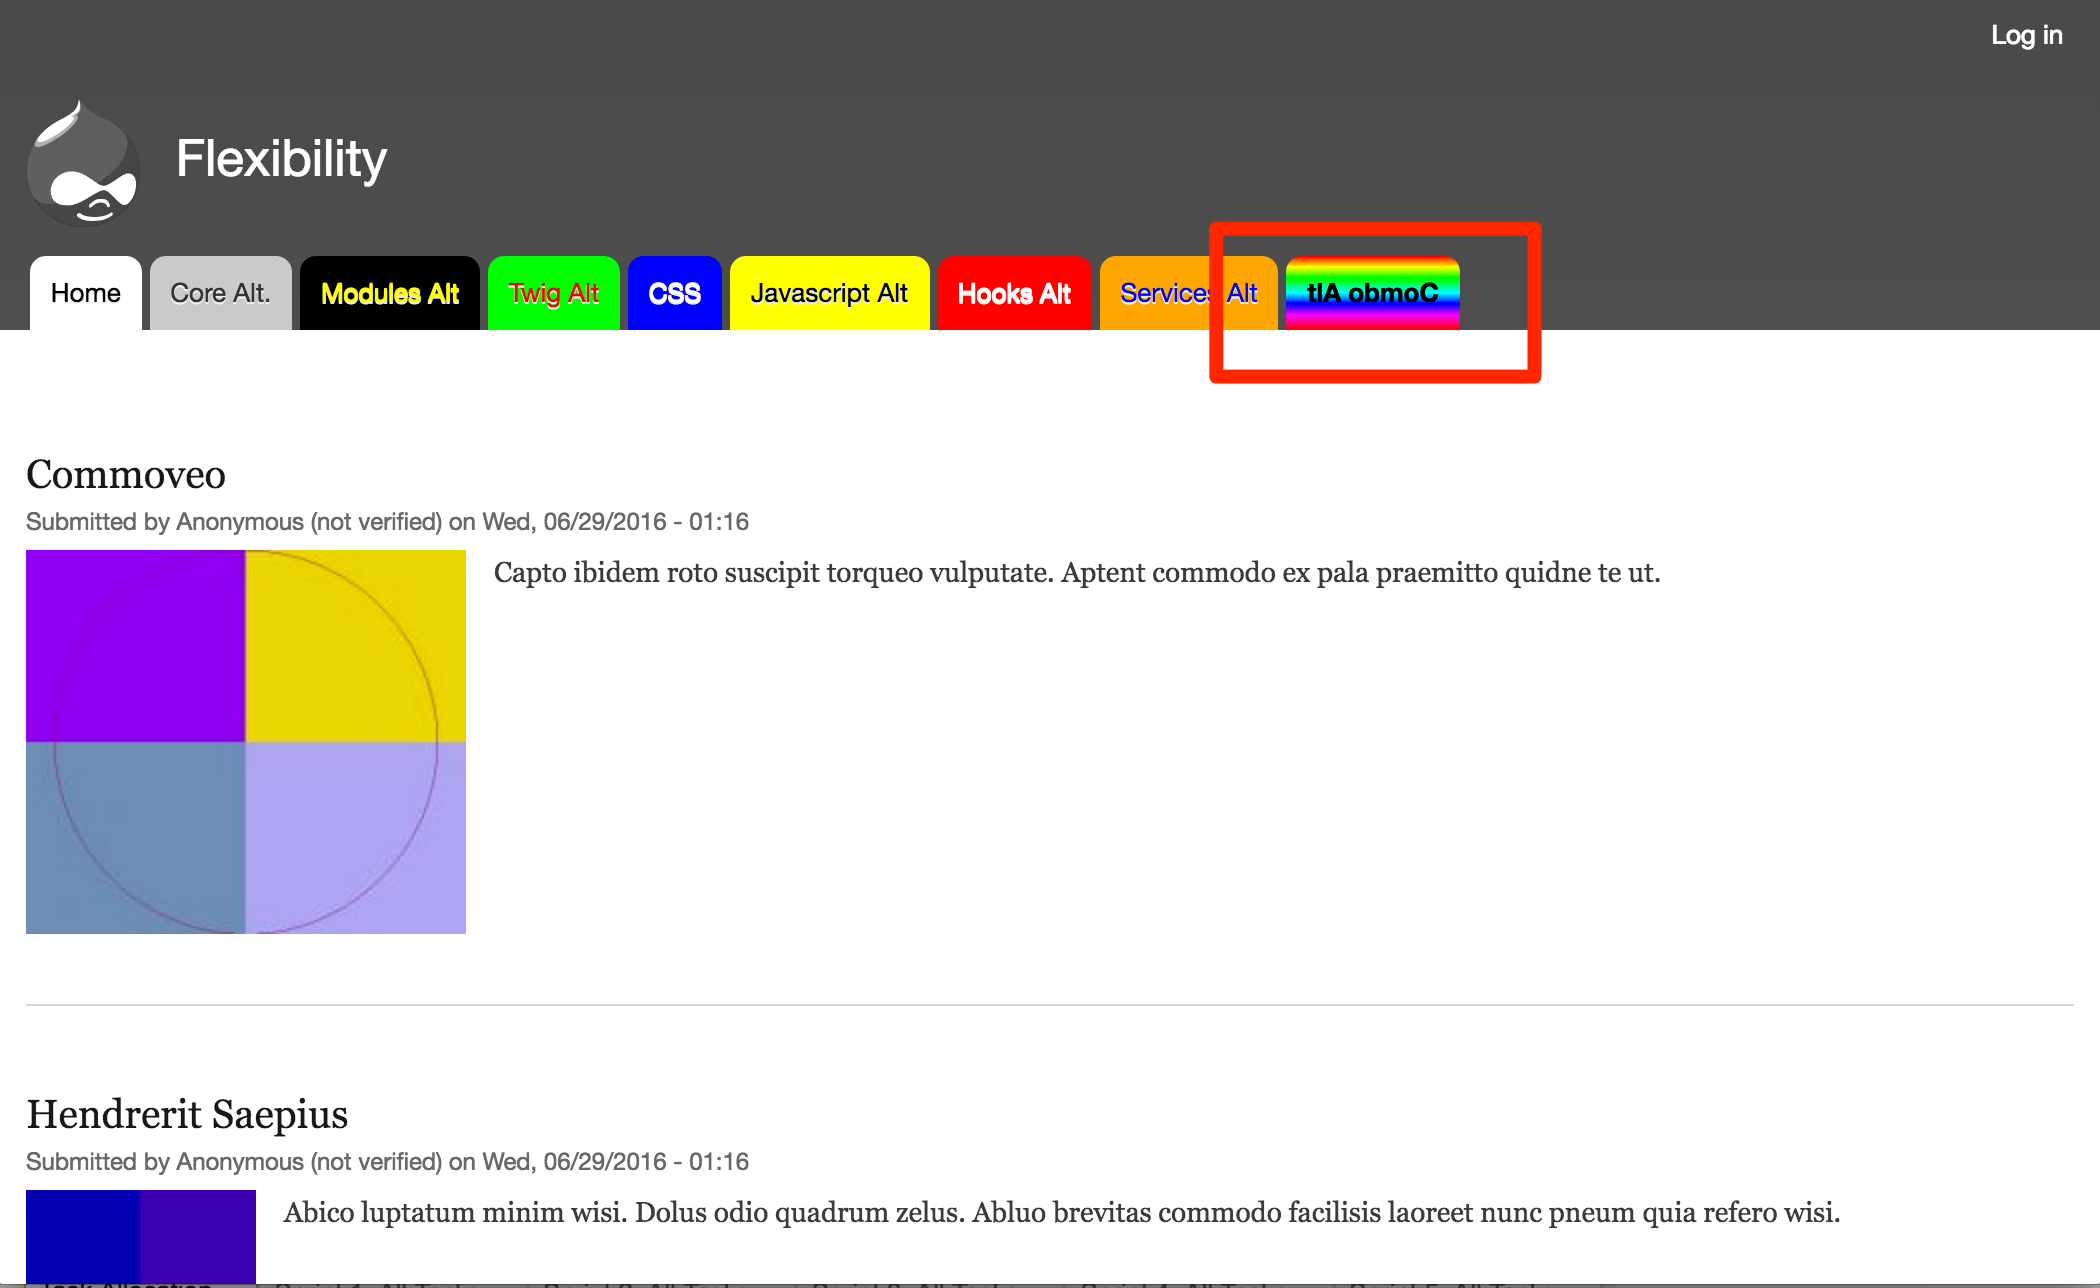 Log in
Flexibility
Home
Core Alt.
Modules Alt
Twig Alt
CSS
Javascript Alt
Hooks Alt
Services Alt
tlA obmoC
Commoveo
Submitted by Anonymous (not verified) on Wed, 06/29/2016 - 01:16
Capto ibidem roto suscipit torqueo vulputate. Aptent commodo ex pala praemitto quidne te ut.
Hendrerit Saepius
Submitted by Anonymous (not verified) on Wed, 06/29/2016 - 01:16
Abico luptatum minim wisi. Dolus odio quadrum zelus. Abluo brevitas commodo facilisis laoreet nunc pneum quia refero wisi.